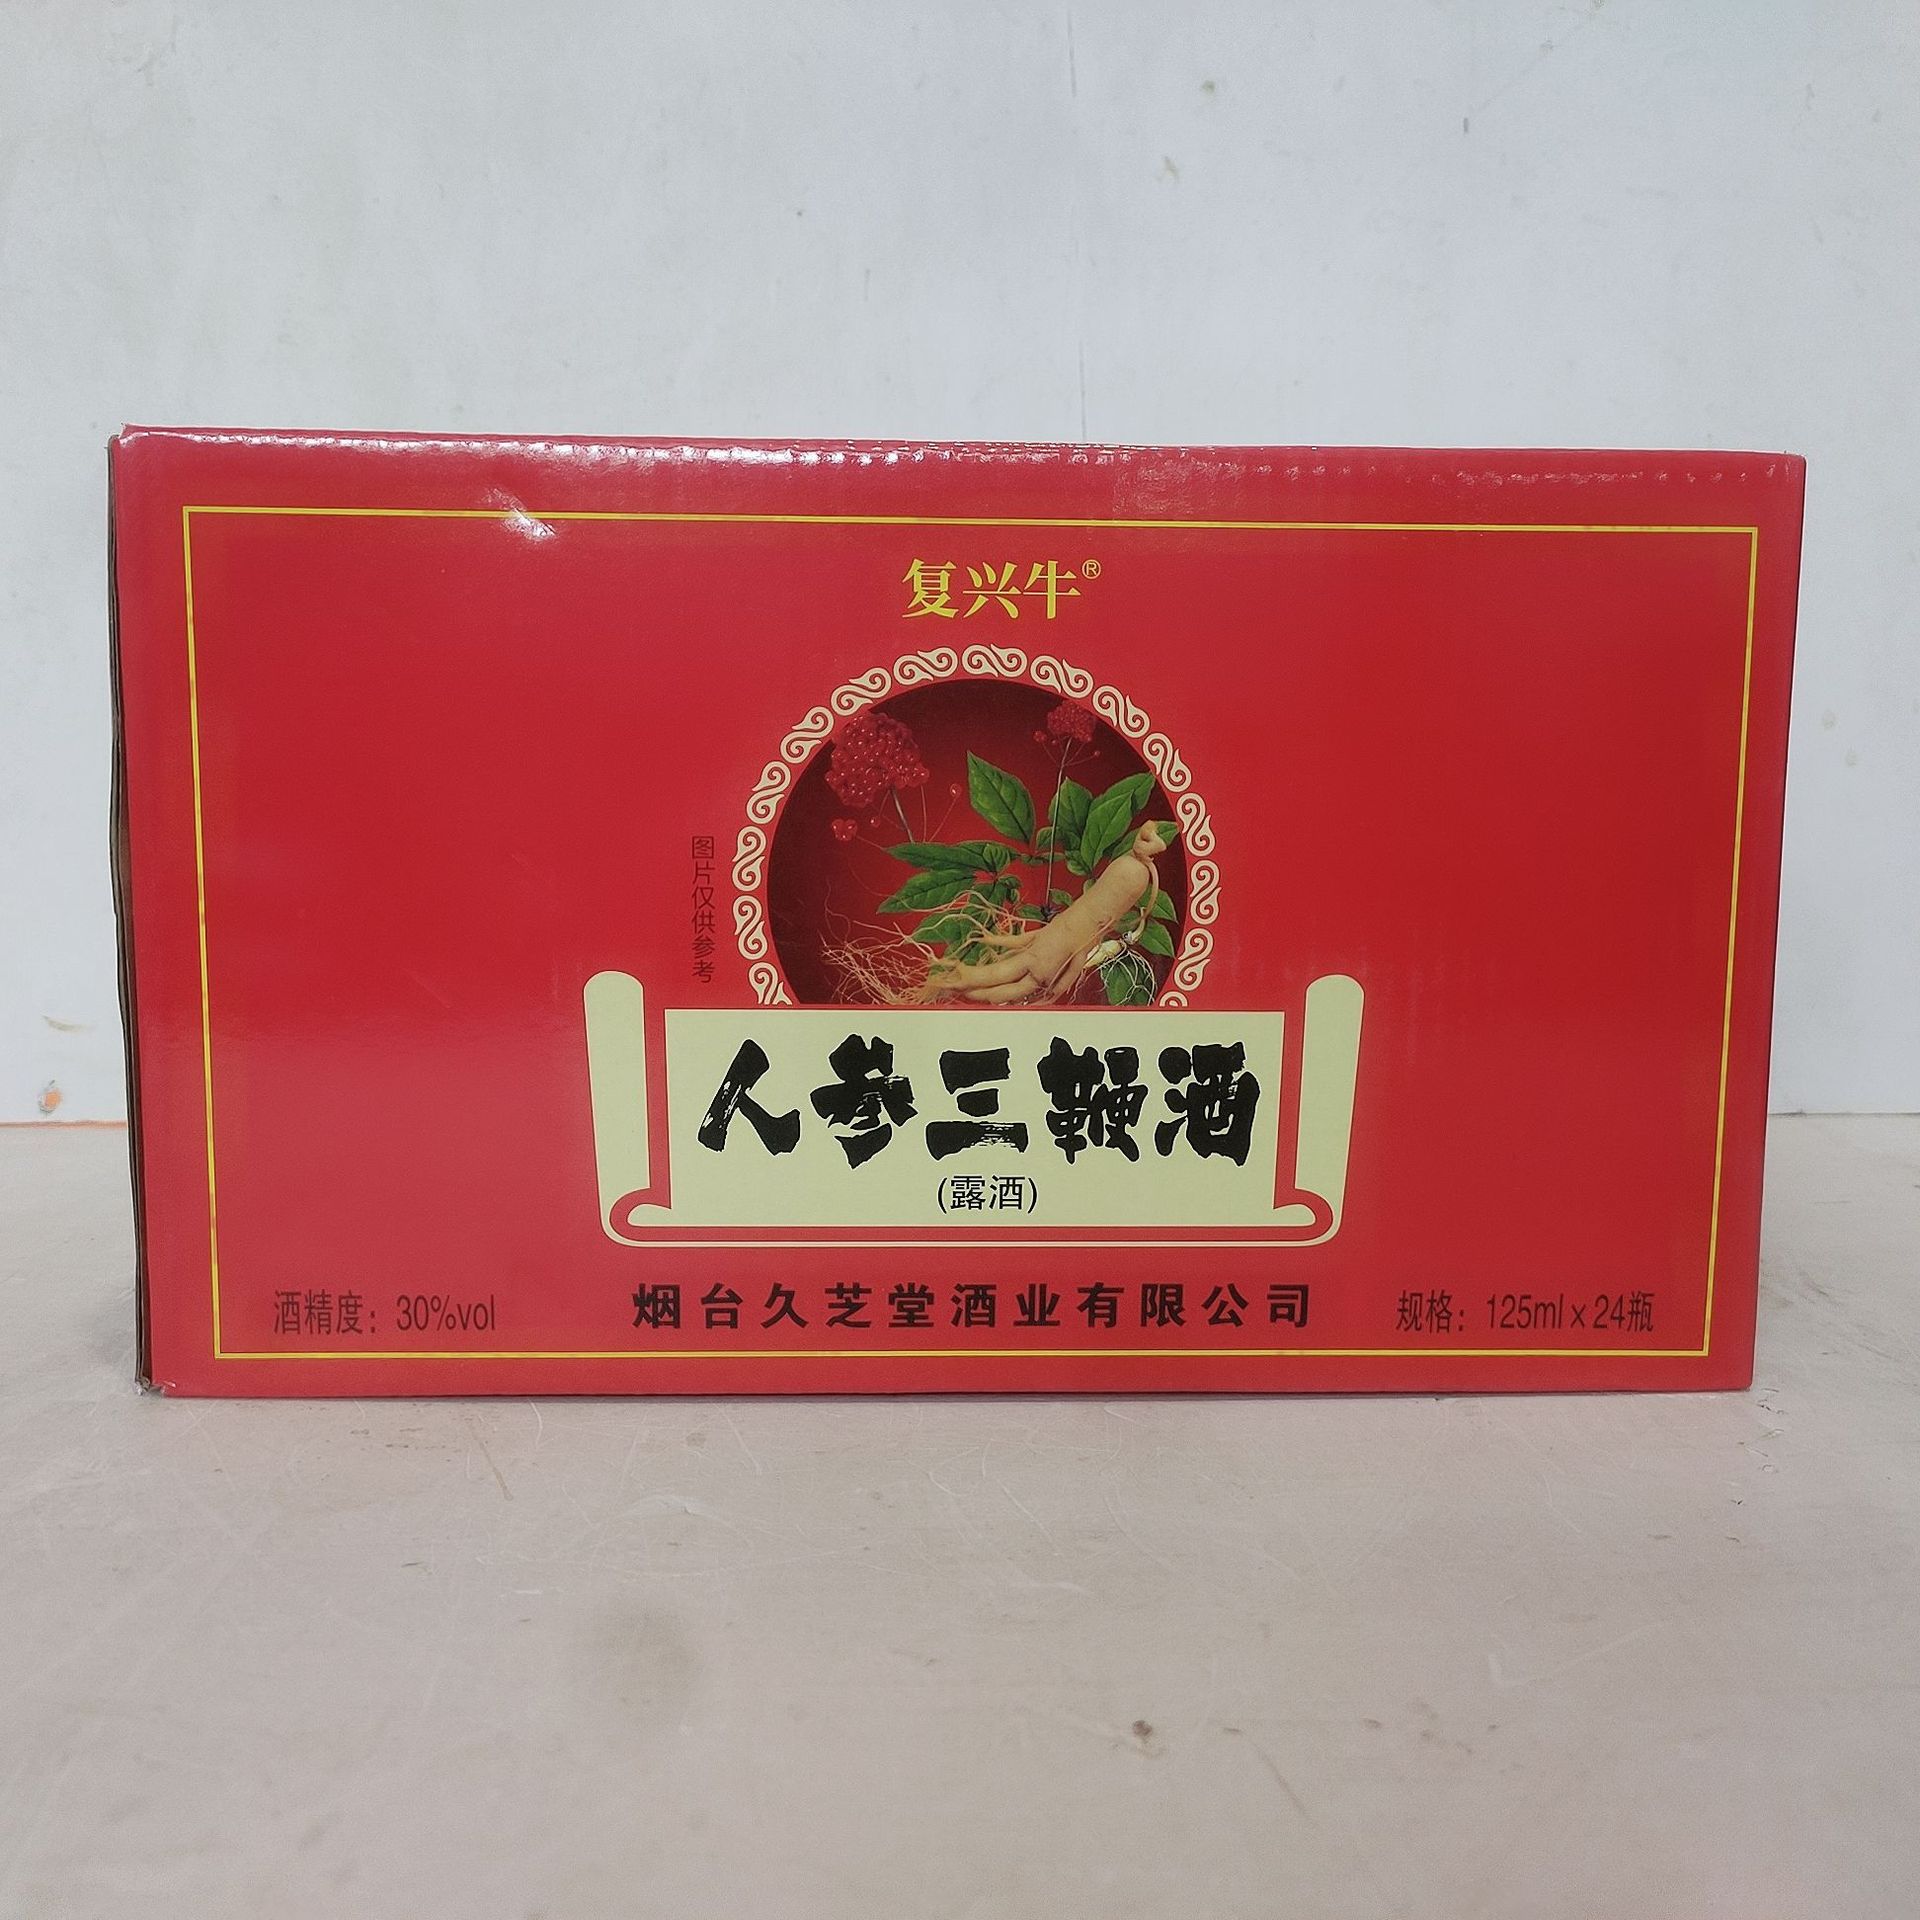 复兴牛®
图片仅供参考
人参三鞭酒
(露酒)
酒精度：30%vol
烟台久芝堂酒业有限公司
规格：125ml x 24瓶